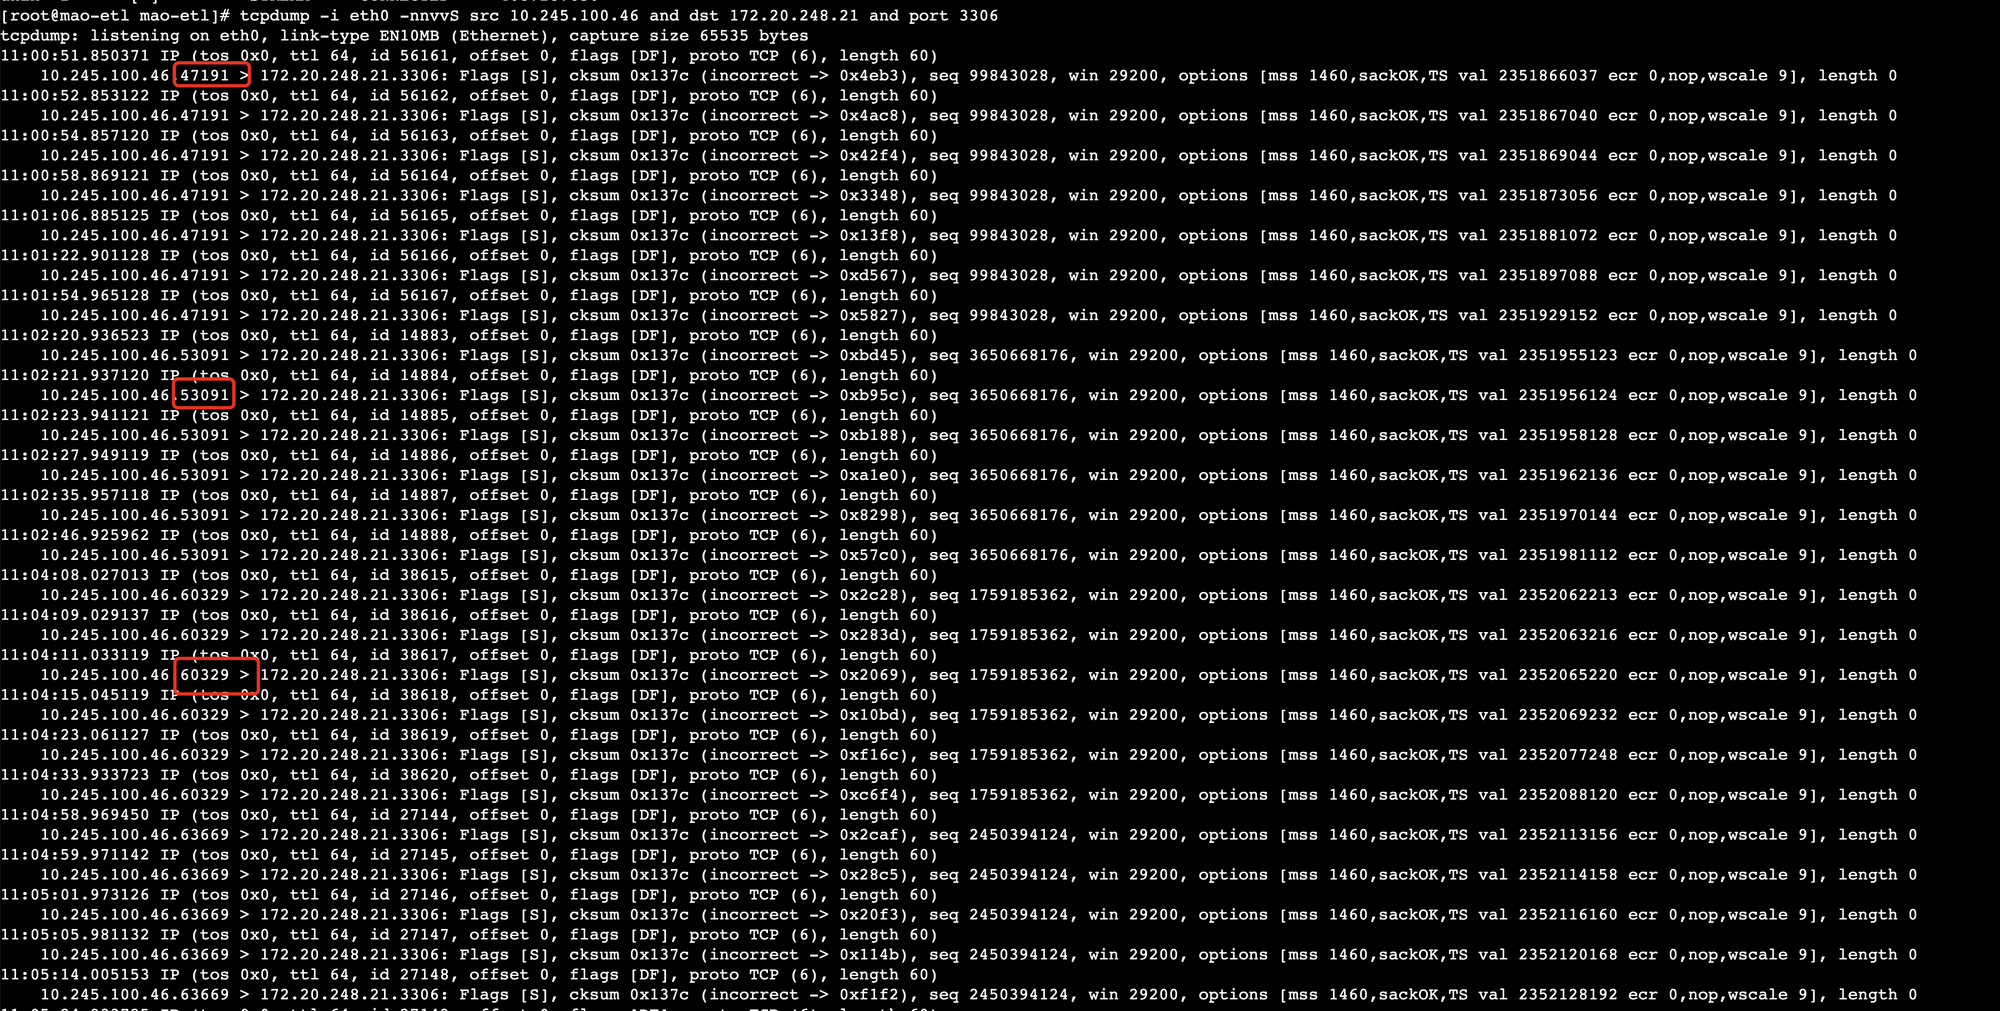 [root@mao-etl mao-etl]# tcpdump -i eth0 -nnvvS src 10.245.100.46 and dst 172.20.248.21 and port 3306
tcpdump: listening on eth0, link-type EN10MB (Ethernet), capture size 65535 bytes
11:00:51.850371 IP (tos 0x0, ttl 64, id 56161, offset 0, flags [DF], proto TCP (6), length 60)
    10.245.100.46.47191 > 172.20.248.21.3306: Flags [S], cksum 0x137c (incorrect -> 0x4eb3), seq 99843028, win 29200, options [mss 1460,sackOK,TS val 2351866037 ecr 0,nop,wscale 9], length 0
11:00:52.853122 IP (tos 0x0, ttl 64, id 56162, offset 0, flags [DF], proto TCP (6), length 60)
    10.245.100.46.47191 > 172.20.248.21.3306: Flags [S], cksum 0x137c (incorrect -> 0x4ac8), seq 99843028, win 29200, options [mss 1460,sackOK,TS val 2351867040 ecr 0,nop,wscale 9], length 0
11:00:54.857120 IP (tos 0x0, ttl 64, id 56163, offset 0, flags [DF], proto TCP (6), length 60)
    10.245.100.46.47191 > 172.20.248.21.3306: Flags [S], cksum 0x137c (incorrect -> 0x42f4), seq 99843028, win 29200, options [mss 1460,sackOK,TS val 2351869044 ecr 0,nop,wscale 9], length 0
11:00:58.869121 IP (tos 0x0, ttl 64, id 56164, offset 0, flags [DF], proto TCP (6), length 60)
    10.245.100.46.47191 > 172.20.248.21.3306: Flags [S], cksum 0x137c (incorrect -> 0x3348), seq 99843028, win 29200, options [mss 1460,sackOK,TS val 2351873056 ecr 0,nop,wscale 9], length 0
11:01:06.885125 IP (tos 0x0, ttl 64, id 56165, offset 0, flags [DF], proto TCP (6), length 60)
    10.245.100.46.47191 > 172.20.248.21.3306: Flags [S], cksum 0x137c (incorrect -> 0x13f8), seq 99843028, win 29200, options [mss 1460,sackOK,TS val 2351881072 ecr 0,nop,wscale 9], length 0
11:01:22.901128 IP (tos 0x0, ttl 64, id 56166, offset 0, flags [DF], proto TCP (6), length 60)
    10.245.100.46.47191 > 172.20.248.21.3306: Flags [S], cksum 0x137c (incorrect -> 0xd567), seq 99843028, win 29200, options [mss 1460,sackOK,TS val 2351897088 ecr 0,nop,wscale 9], length 0
11:01:54.965128 IP (tos 0x0, ttl 64, id 56167, offset 0, flags [DF], proto TCP (6), length 60)
    10.245.100.46.47191 > 172.20.248.21.3306: Flags [S], cksum 0x137c (incorrect -> 0x5827), seq 99843028, win 29200, options [mss 1460,sackOK,TS val 2351929152 ecr 0,nop,wscale 9], length 0
11:02:20.936523 IP (tos 0x0, ttl 64, id 14883, offset 0, flags [DF], proto TCP (6), length 60)
    10.245.100.46.53091 > 172.20.248.21.3306: Flags [S], cksum 0x137c (incorrect -> 0xbd45), seq 3650668176, win 29200, options [mss 1460,sackOK,TS val 2351955123 ecr 0,nop,wscale 9], length 0
11:02:21.937120 IP (tos 0x0, ttl 64, id 14884, offset 0, flags [DF], proto TCP (6), length 60)
    10.245.100.46.53091 > 172.20.248.21.3306: Flags [S], cksum 0x137c (incorrect -> 0xb95c), seq 3650668176, win 29200, options [mss 1460,sackOK,TS val 2351956124 ecr 0,nop,wscale 9], length 0
11:02:23.941121 IP (tos 0x0, ttl 64, id 14885, offset 0, flags [DF], proto TCP (6), length 60)
    10.245.100.46.53091 > 172.20.248.21.3306: Flags [S], cksum 0x137c (incorrect -> 0xb188), seq 3650668176, win 29200, options [mss 1460,sackOK,TS val 2351958128 ecr 0,nop,wscale 9], length 0
11:02:27.949119 IP (tos 0x0, ttl 64, id 14886, offset 0, flags [DF], proto TCP (6), length 60)
    10.245.100.46.53091 > 172.20.248.21.3306: Flags [S], cksum 0x137c (incorrect -> 0xa1e0), seq 3650668176, win 29200, options [mss 1460,sackOK,TS val 2351962136 ecr 0,nop,wscale 9], length 0
11:02:35.957118 IP (tos 0x0, ttl 64, id 14887, offset 0, flags [DF], proto TCP (6), length 60)
    10.245.100.46.53091 > 172.20.248.21.3306: Flags [S], cksum 0x137c (incorrect -> 0x8298), seq 3650668176, win 29200, options [mss 1460,sackOK,TS val 2351970144 ecr 0,nop,wscale 9], length 0
11:02:46.925962 IP (tos 0x0, ttl 64, id 14888, offset 0, flags [DF], proto TCP (6), length 60)
    10.245.100.46.53091 > 172.20.248.21.3306: Flags [S], cksum 0x137c (incorrect -> 0x57c0), seq 3650668176, win 29200, options [mss 1460,sackOK,TS val 2351981112 ecr 0,nop,wscale 9], length 0
11:04:08.027013 IP (tos 0x0, ttl 64, id 38615, offset 0, flags [DF], proto TCP (6), length 60)
    10.245.100.46.60329 > 172.20.248.21.3306: Flags [S], cksum 0x137c (incorrect -> 0x2c28), seq 1759185362, win 29200, options [mss 1460,sackOK,TS val 2352062213 ecr 0,nop,wscale 9], length 0
11:04:09.029137 IP (tos 0x0, ttl 64, id 38616, offset 0, flags [DF], proto TCP (6), length 60)
    10.245.100.46.60329 > 172.20.248.21.3306: Flags [S], cksum 0x137c (incorrect -> 0x283d), seq 1759185362, win 29200, options [mss 1460,sackOK,TS val 2352063216 ecr 0,nop,wscale 9], length 0
11:04:11.033119 IP (tos 0x0, ttl 64, id 38617, offset 0, flags [DF], proto TCP (6), length 60)
    10.245.100.46.60329 > 172.20.248.21.3306: Flags [S], cksum 0x137c (incorrect -> 0x2069), seq 1759185362, win 29200, options [mss 1460,sackOK,TS val 2352065220 ecr 0,nop,wscale 9], length 0
11:04:15.045119 IP (tos 0x0, ttl 64, id 38618, offset 0, flags [DF], proto TCP (6), length 60)
    10.245.100.46.60329 > 172.20.248.21.3306: Flags [S], cksum 0x137c (incorrect -> 0x10bd), seq 1759185362, win 29200, options [mss 1460,sackOK,TS val 2352069232 ecr 0,nop,wscale 9], length 0
11:04:23.061127 IP (tos 0x0, ttl 64, id 38619, offset 0, flags [DF], proto TCP (6), length 60)
    10.245.100.46.60329 > 172.20.248.21.3306: Flags [S], cksum 0x137c (incorrect -> 0xf16c), seq 1759185362, win 29200, options [mss 1460,sackOK,TS val 2352077248 ecr 0,nop,wscale 9], length 0
11:04:33.933723 IP (tos 0x0, ttl 64, id 38620, offset 0, flags [DF], proto TCP (6), length 60)
    10.245.100.46.60329 > 172.20.248.21.3306: Flags [S], cksum 0x137c (incorrect -> 0xc6f4), seq 1759185362, win 29200, options [mss 1460,sackOK,TS val 2352088120 ecr 0,nop,wscale 9], length 0
11:04:58.969450 IP (tos 0x0, ttl 64, id 27144, offset 0, flags [DF], proto TCP (6), length 60)
    10.245.100.46.63669 > 172.20.248.21.3306: Flags [S], cksum 0x137c (incorrect -> 0x2caf), seq 2450394124, win 29200, options [mss 1460,sackOK,TS val 2352113156 ecr 0,nop,wscale 9], length 0
11:04:59.971142 IP (tos 0x0, ttl 64, id 27145, offset 0, flags [DF], proto TCP (6), length 60)
    10.245.100.46.63669 > 172.20.248.21.3306: Flags [S], cksum 0x137c (incorrect -> 0x28c5), seq 2450394124, win 29200, options [mss 1460,sackOK,TS val 2352114158 ecr 0,nop,wscale 9], length 0
11:05:01.973126 IP (tos 0x0, ttl 64, id 27146, offset 0, flags [DF], proto TCP (6), length 60)
    10.245.100.46.63669 > 172.20.248.21.3306: Flags [S], cksum 0x137c (incorrect -> 0x20f3), seq 2450394124, win 29200, options [mss 1460,sackOK,TS val 2352116160 ecr 0,nop,wscale 9], length 0
11:05:05.981132 IP (tos 0x0, ttl 64, id 27147, offset 0, flags [DF], proto TCP (6), length 60)
    10.245.100.46.63669 > 172.20.248.21.3306: Flags [S], cksum 0x137c (incorrect -> 0x114b), seq 2450394124, win 29200, options [mss 1460,sackOK,TS val 2352120168 ecr 0,nop,wscale 9], length 0
11:05:14.005153 IP (tos 0x0, ttl 64, id 27148, offset 0, flags [DF], proto TCP (6), length 60)
    10.245.100.46.63669 > 172.20.248.21.3306: Flags [S], cksum 0x137c (incorrect -> 0xf1f2), seq 2450394124, win 29200, options [mss 1460,sackOK,TS val 2352128192 ecr 0,nop,wscale 9], length 0